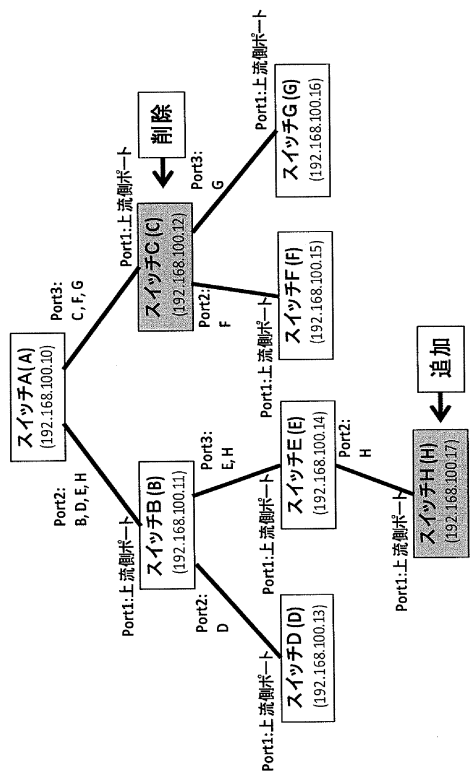 スイッチA(A)
(192.168.100.10)
Port2:
B, D, E, H
Port3:
C, F, G
Port1:上流側ポート
スイッチB (B)
(192.168.100.11)
Port1:上流側ポート
スイッチC (C)
(192.168.100.12)
削除
Port2:
D
Port3:
E, H
Port2:
F
Port3:
G
Port1:上流側ポート
スイッチD (D)
(192.168.100.13)
Port1:上流側ポート
スイッチE (E)
(192.168.100.14)
Port1:上流側ポート
スイッチF (F)
(192.168.100.15)
Port1:上流側ポート
スイッチG (G)
(192.168.100.16)
Port2:
H
Port1:上流側ポート
スイッチH (H)
(192.168.100.17)
追加